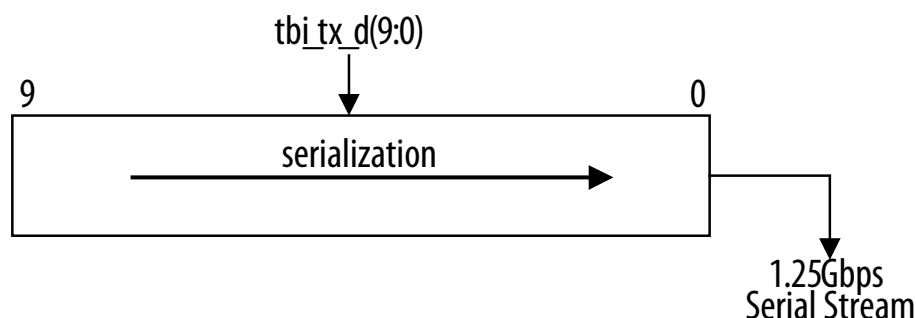 tbi_tx_d(9:0)
9
0
serialization
1.25Gbps
Serial Stream